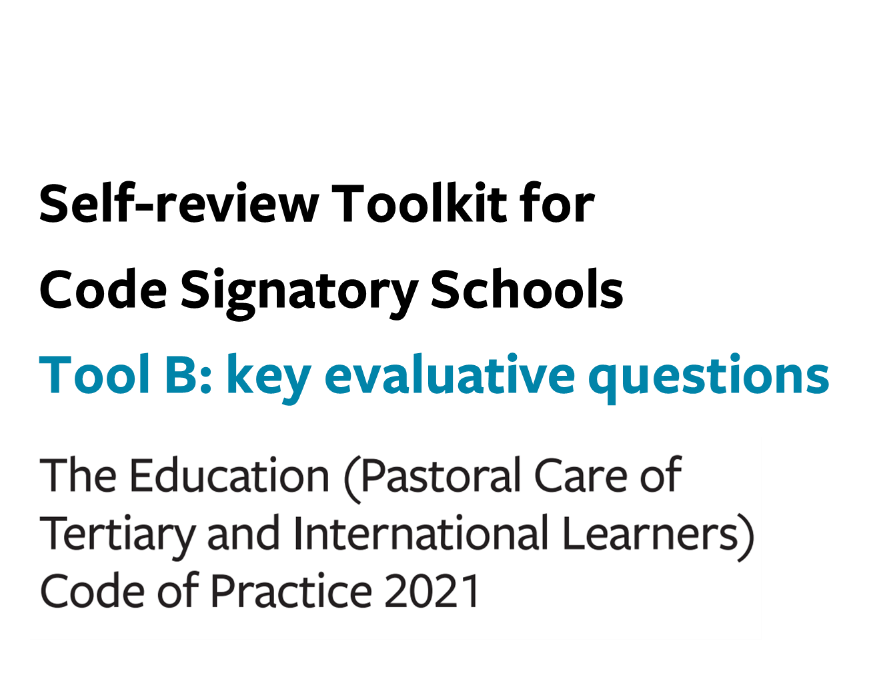 Self-review Toolkit for
Code Signatory Schools
Tool B: key evaluative questions
The Education (Pastoral Care of
Tertiary and International Learners)
Code of Practice 2021